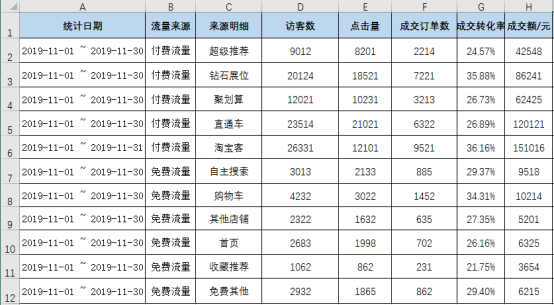 A B C D E F G H
1 统计日期 流量来源 来源明细 访客数 点击量 成交订单数 成交转化率 成交额/元
2 2019-11-01 ~ 2019-11-30 付费流量 超级推荐 9012 8201 2214 24.57% 42548
3 2019-11-01 ~ 2019-11-30 付费流量 钻石展位 20124 18521 7221 35.88% 86241
4 2019-11-01 ~ 2019-11-30 付费流量 聚划算 12021 10231 3213 26.73% 62425
5 2019-11-01 ~ 2019-11-30 付费流量 直通车 23514 21021 6322 26.89% 120121
6 2019-11-01 ~ 2019-11-31 付费流量 淘宝客 26331 12101 9521 36.16% 151016
7 2019-11-01 ~ 2019-11-30 免费流量 自主搜索 3013 2133 885 29.37% 9518
8 2019-11-01 ~ 2019-11-30 免费流量 购物车 4232 3022 1452 34.31% 10214
9 2019-11-01 ~ 2019-11-30 免费流量 其他店铺 2322 1632 635 27.35% 5201
10 2019-11-01 ~ 2019-11-30 免费流量 首页 2683 1998 702 26.16% 6325
11 2019-11-01 ~ 2019-11-30 免费流量 收藏推荐 1062 862 231 21.75% 3654
12 2019-11-01 ~ 2019-11-30 免费流量 免费其他 2932 1865 862 29.40% 6215